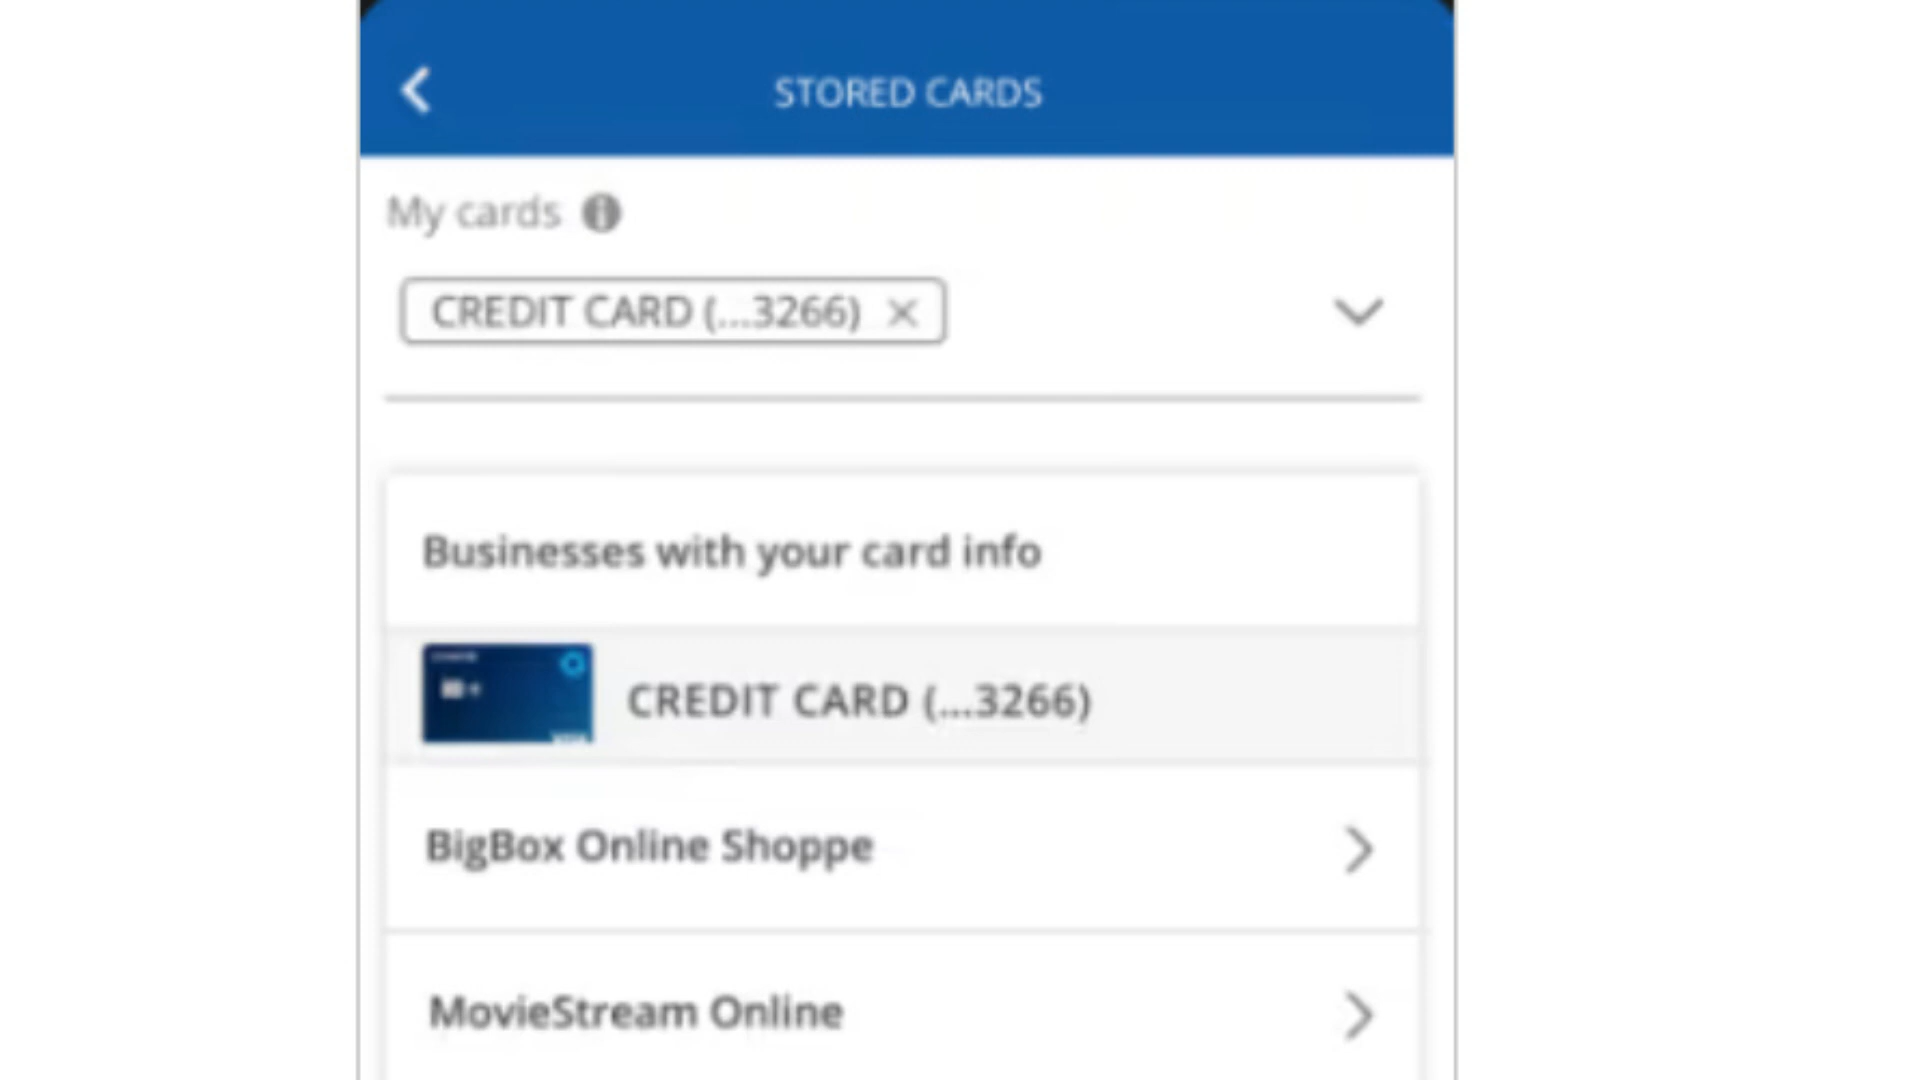 STORED CARDS
My cards
CREDIT CARD (...3266)
Businesses with your card info
CREDIT CARD (...3266)
BigBox Online Shoppe
MovieStream Online